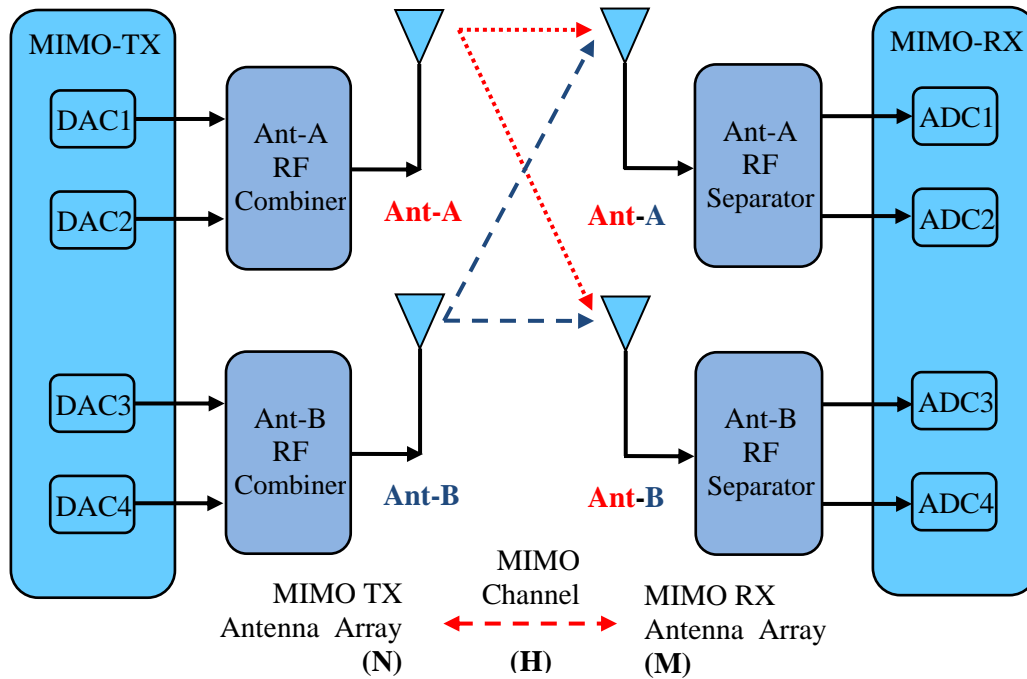 MIMO-TX
DAC1
DAC2
DAC3
DAC4
Ant-A
RF
Combiner
Ant-B
RF
Combiner
Ant-A
Ant-B
Ant-A
Ant-B
Ant-A
RF
Separator
Ant-B
RF
Separator
MIMO-RX
ADC1
ADC2
ADC3
ADC4
MIMO TX
Antenna Array
(N)
MIMO
Channel
(H)
MIMO RX
Antenna Array
(M)